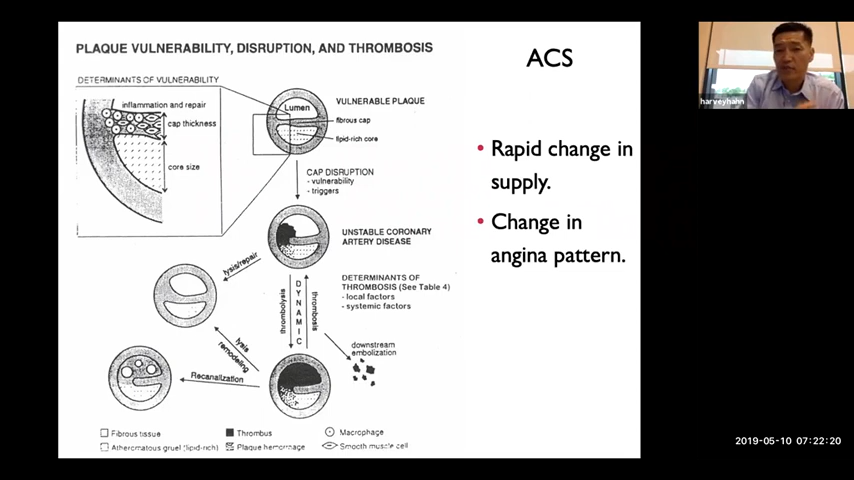 PLAQUE VULNERABILITY, DISRUPTION, AND THROMBOSIS
DETERMINANTS OF VULNERABILITY
inflammation and repair
cap thickness
core size
Lumen
VULNERABLE PLAQUE
fibrous cap
lipid-rich core
CAP DISRUPTION
- vulnerability
- triggers
UNSTABLE CORONARY
ARTERY DISEASE
lysis/repair
DETERMINANTS OF
THROMBOSIS (See Table 4)
- local factors
- systemic factors
thrombolysis
DYNAMIC
thrombosis
lysis
remodeling
downstream
embolization
Recanalization
Fibrous tissue
Thrombus
Macrophage
Atheromatous gruel (lipid-rich)
Plaque hemorrhage
Smooth muscle cell
ACS
• Rapid change in
supply.
• Change in
angina pattern.
harveyhahn
2019-05-10 07:22:20